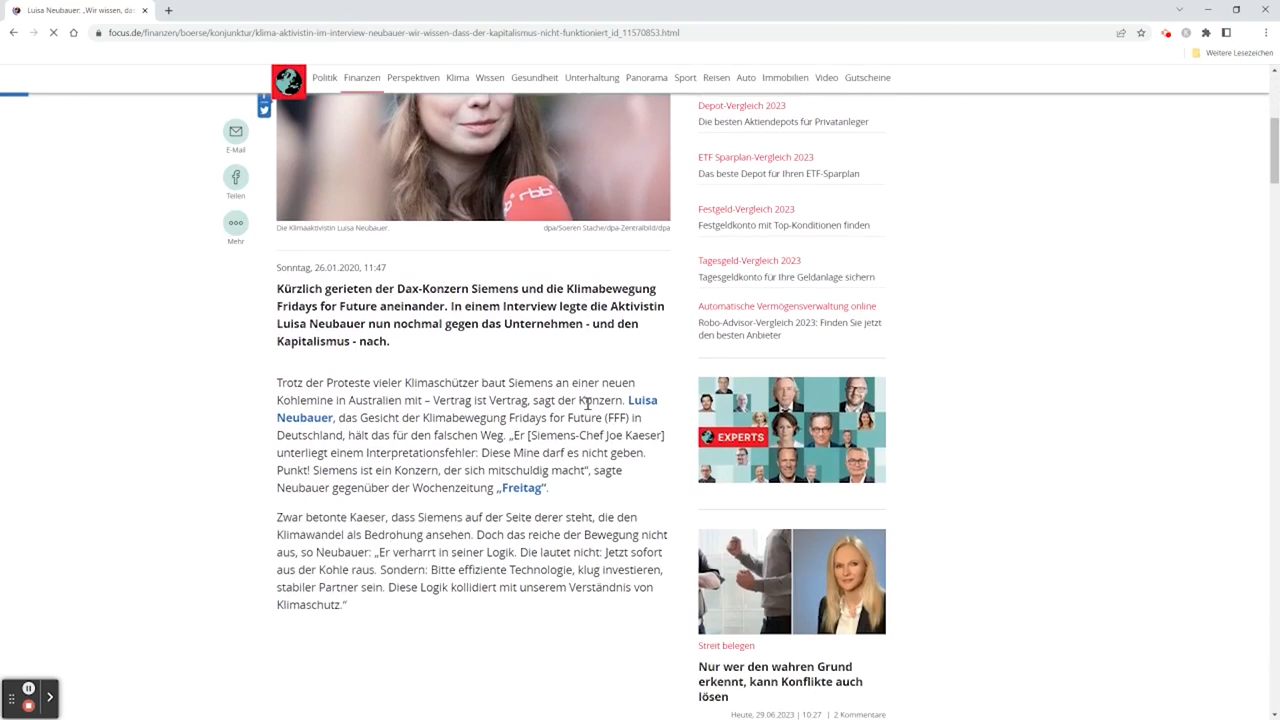 Luisa Neubauer: „Wir wissen, da:
focus.de/finanzen/boerse/konjunktur/klima-aktivistin-im-interview-neubauer-wir-wissen-dass-der-kapitalismus-nicht-funktioniert_id_11570853.html
Weitere Lesezeichen
Politik Finanzen Perspektiven Klima Wissen Gesundheit Unterhaltung Panorama Sport Reisen Auto Immobilien Video Gutscheine
E-Mail
Teilen
Mehr
rbb
Die Klimaaktivistin Luisa Neubauer. dpa/Soeren Stache/dpa-Zentralbild/dpa
Sonntag, 26.01.2020, 11:47
Kürzlich gerieten der Dax-Konzern Siemens und die Klimabewegung
Fridays for Future aneinander. In einem Interview legte die Aktivistin
Luisa Neubauer nun nochmal gegen das Unternehmen - und den
Kapitalismus - nach.
Trotz der Proteste vieler Klimaschützer baut Siemens an einer neuen
Kohlemine in Australien mit – Vertrag ist Vertrag, sagt der Konzern. Luisa
Neubauer, das Gesicht der Klimabewegung Fridays for Future (FFF) in
Deutschland, hält das für den falschen Weg. „Er [Siemens-Chef Joe Kaeser]
unterliegt einem Interpretationsfehler: Diese Mine darf es nicht geben.
Punkt! Siemens ist ein Konzern, der sich mitschuldig macht“, sagte
Neubauer gegenüber der Wochenzeitung „Freitag“.
Zwar betonte Kaeser, dass Siemens auf der Seite derer steht, die den
Klimawandel als Bedrohung ansehen. Doch das reiche der Bewegung nicht
aus, so Neubauer: „Er verharrt in seiner Logik. Die lautet nicht: Jetzt sofort
aus der Kohle raus. Sondern: Bitte effiziente Technologie, klug investieren,
stabiler Partner sein. Diese Logik kollidiert mit unserem Verständnis von
Klimaschutz.“
Depot-Vergleich 2023
Die besten Aktiendepots für Privatanleger
ETF Sparplan-Vergleich 2023
Das beste Depot für Ihren ETF-Sparplan
Festgeld-Vergleich 2023
Festgeldkonto mit Top-Konditionen finden
Tagesgeld-Vergleich 2023
Tagesgeldkonto für Ihre Geldanlage sichern
Automatische Vermögensverwaltung online
Robo-Advisor-Vergleich 2023: Finden Sie jetzt
den besten Anbieter
EXPERTS
Streit belegen
Nur wer den wahren Grund
erkennt, kann Konflikte auch
lösen
Heute, 29.06.2023 | 10:27 | 2 Kommentare